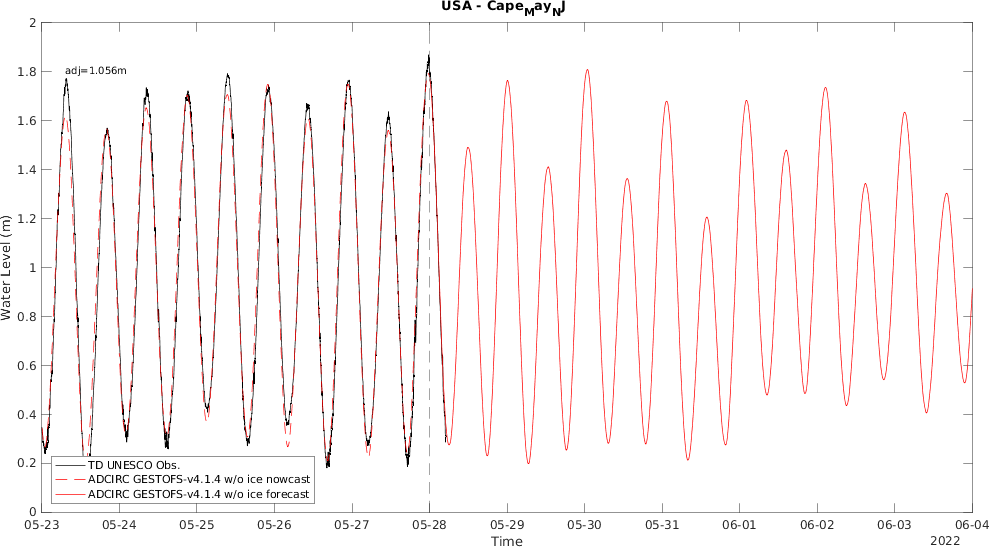 USA - Cape_May_NJ
adj=1.056m
2
1.8
1.6
1.4
1.2
1
0.8
0.6
0.4
0.2
0
Water Level (m)
TD UNESCO Obs.
ADCIRC GESTOFS-v4.1.4 w/o ice nowcast
ADCIRC GESTOFS-v4.1.4 w/o ice forecast
05-23 05-24 05-25 05-26 05-27 05-28 05-29 05-30 05-31 06-01 06-02 06-03 06-04
Time
2022